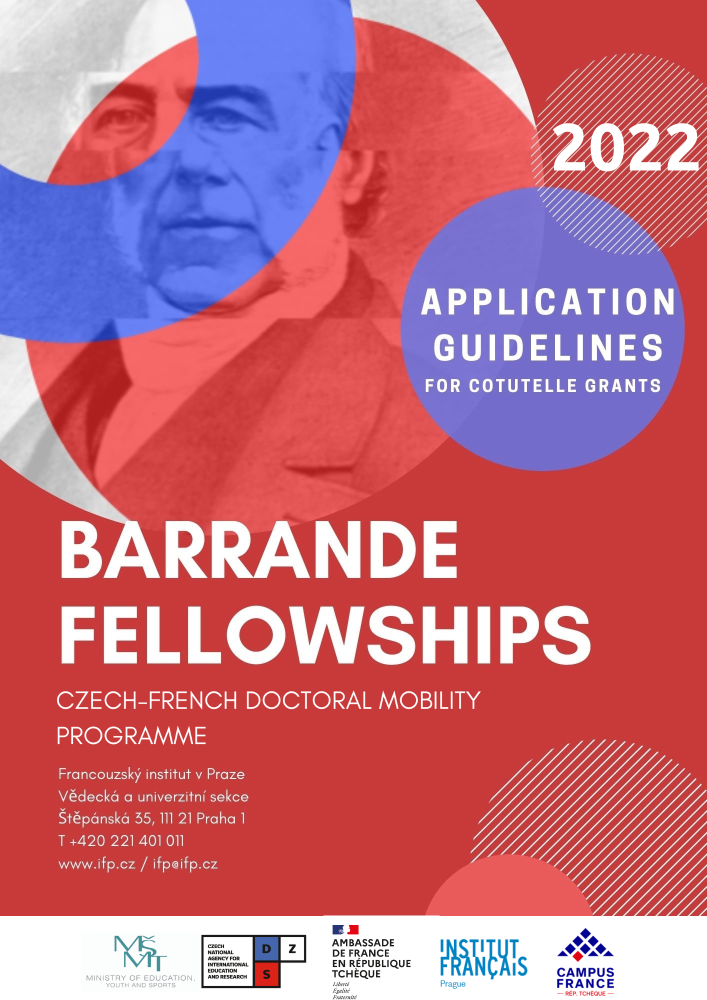 2022
APPLICATION
GUIDELINES
FOR COTUTELLE GRANTS
BARRANDE
FELLOWSHIPS
CZECH-FRENCH DOCTORAL MOBILITY
PROGRAMME
Francouzský institut v Praze
Vědecká a univerzitní sekce
Štěpánská 35, 111 21 Praha 1
T +420 221 401 011
www.ifp.cz / ifp@ifp.cz
MŠ
MT
MINISTRY OF EDUCATION,
YOUTH AND SPORTS
CZECH
NATIONAL
AGENCY FOR
INTERNATIONAL
EDUCATION
AND RESEARCH
D Z
S
AMBASSADE
DE FRANCE
EN RÉPUBLIQUE
TCHÈQUE
Liberté
Égalité
Fraternité
INSTITUT
FRANÇAIS
Prague
CAMPUS
FRANCE
RÉP. TCHÈQUE